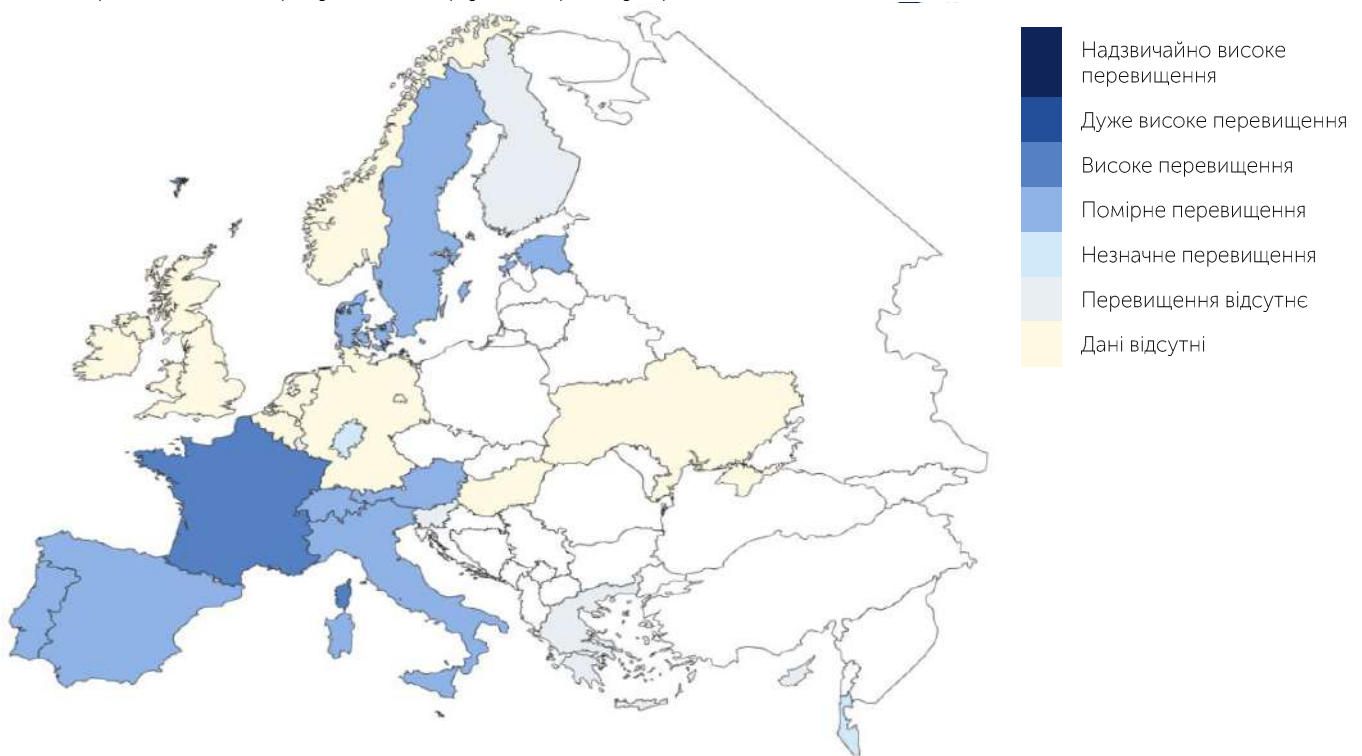 Надзвичайно високе
перевищення
Дуже високе перевищення
Високе перевищення
Помірне перевищення
Незначне перевищення
Перевищення відсутнє
Дані відсутні